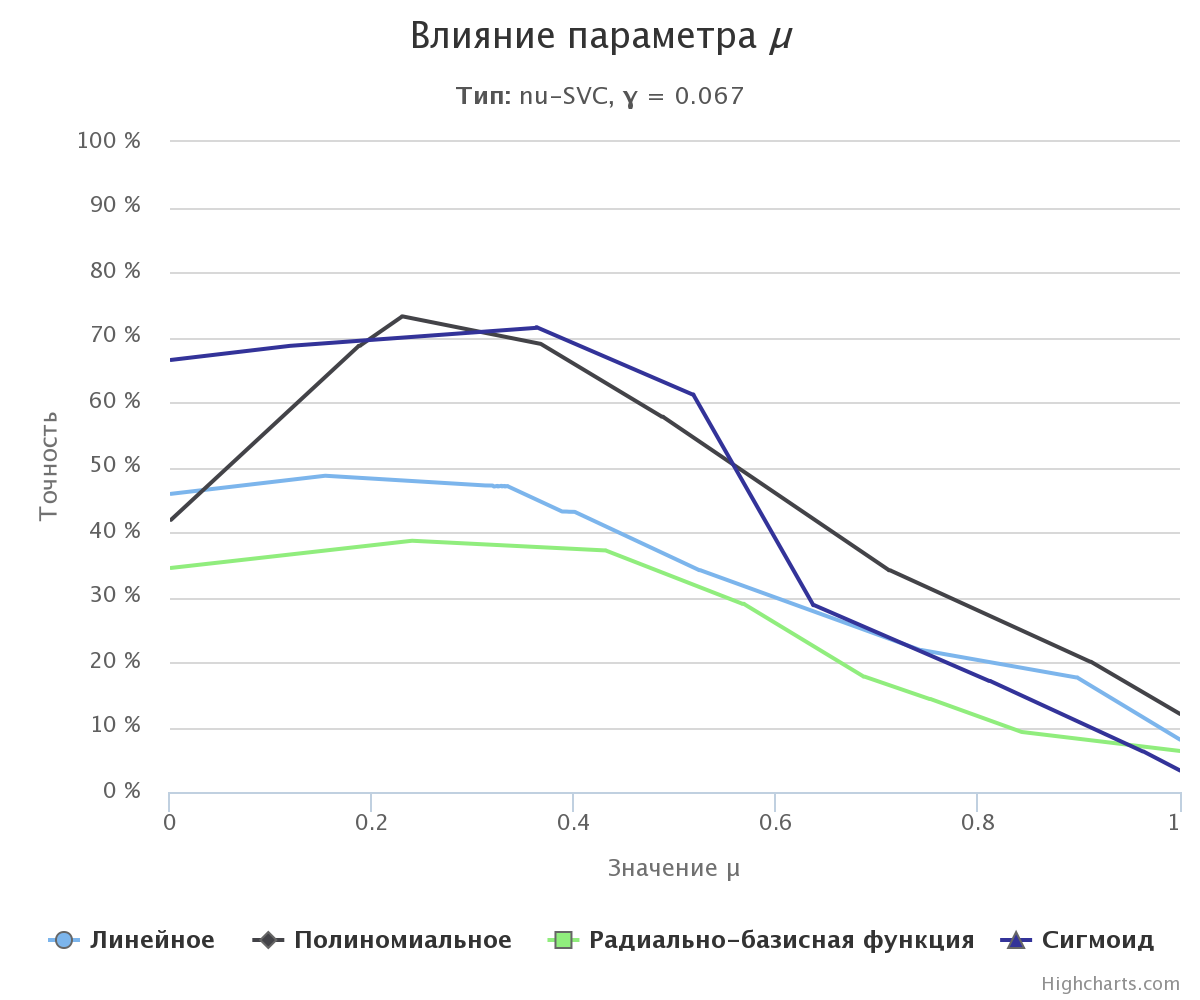 Влияние параметра μ
Тип: nu-SVC, γ = 0.067
100 %
90 %
80 %
70 %
60 %
50 %
40 %
30 %
20 %
10 %
0 %
Точность
0 0.2 0.4 0.6 0.8 1
Значение μ
Линейное Полиномиальное Радиально-базисная функция Сигмоид
Highcharts.com